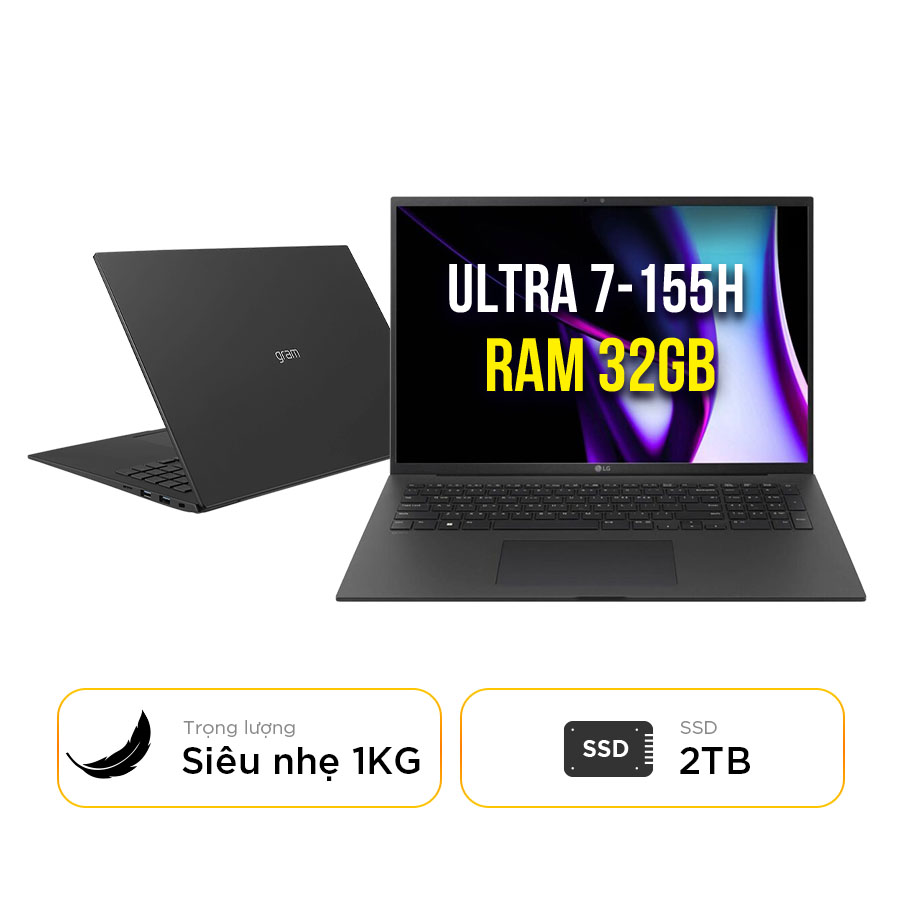 ULTRA 7-155H
RAM 32GB
gram
LG
Trọng lượng
Siêu nhẹ 1KG
SSD
SSD
2TB